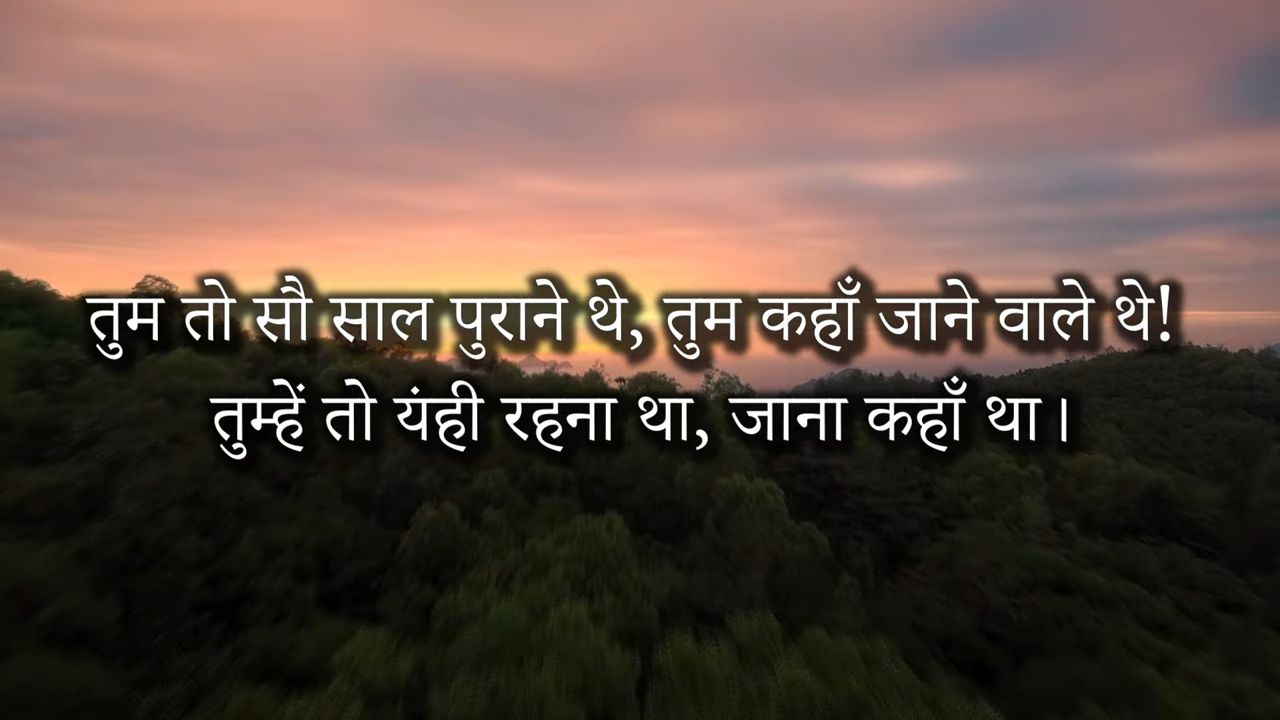 तुम तो सौ साल पुराने थे, तुम कहाँ जाने वाले थे!
तुम्हें तो यंही रहना था, जाना कहाँ था।